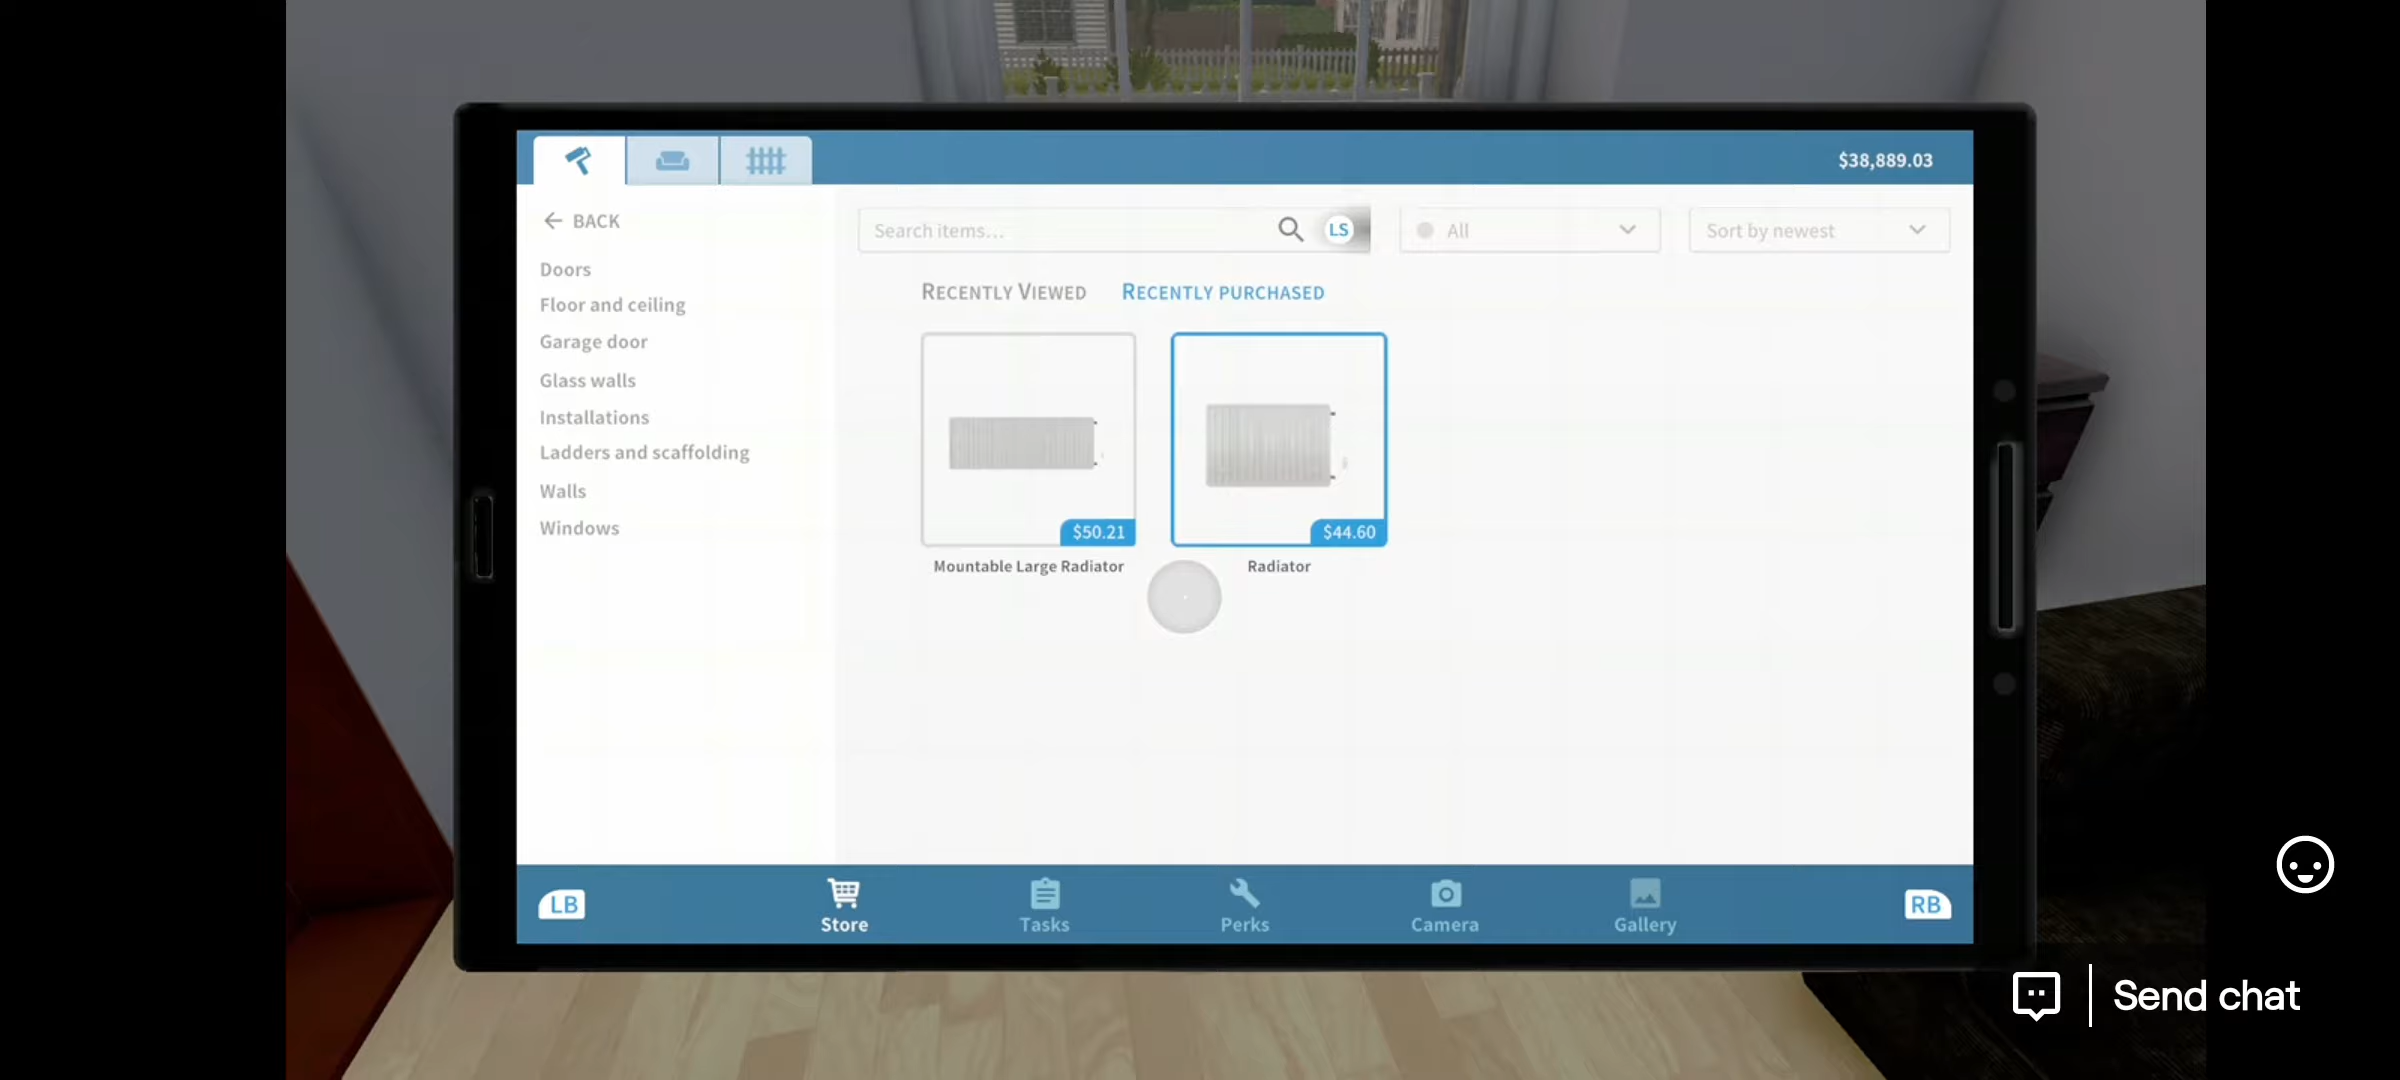 $38,889.03
BACK
Search items...
LS
All
Sort by newest
Doors
Floor and ceiling
Garage door
Glass walls
Installations
Ladders and scaffolding
Walls
Windows
RECENTLY VIEWED
RECENTLY PURCHASED
$50.21
Mountable Large Radiator
$44.60
Radiator
LB
Store
Tasks
Perks
Camera
Gallery
RB
Send chat